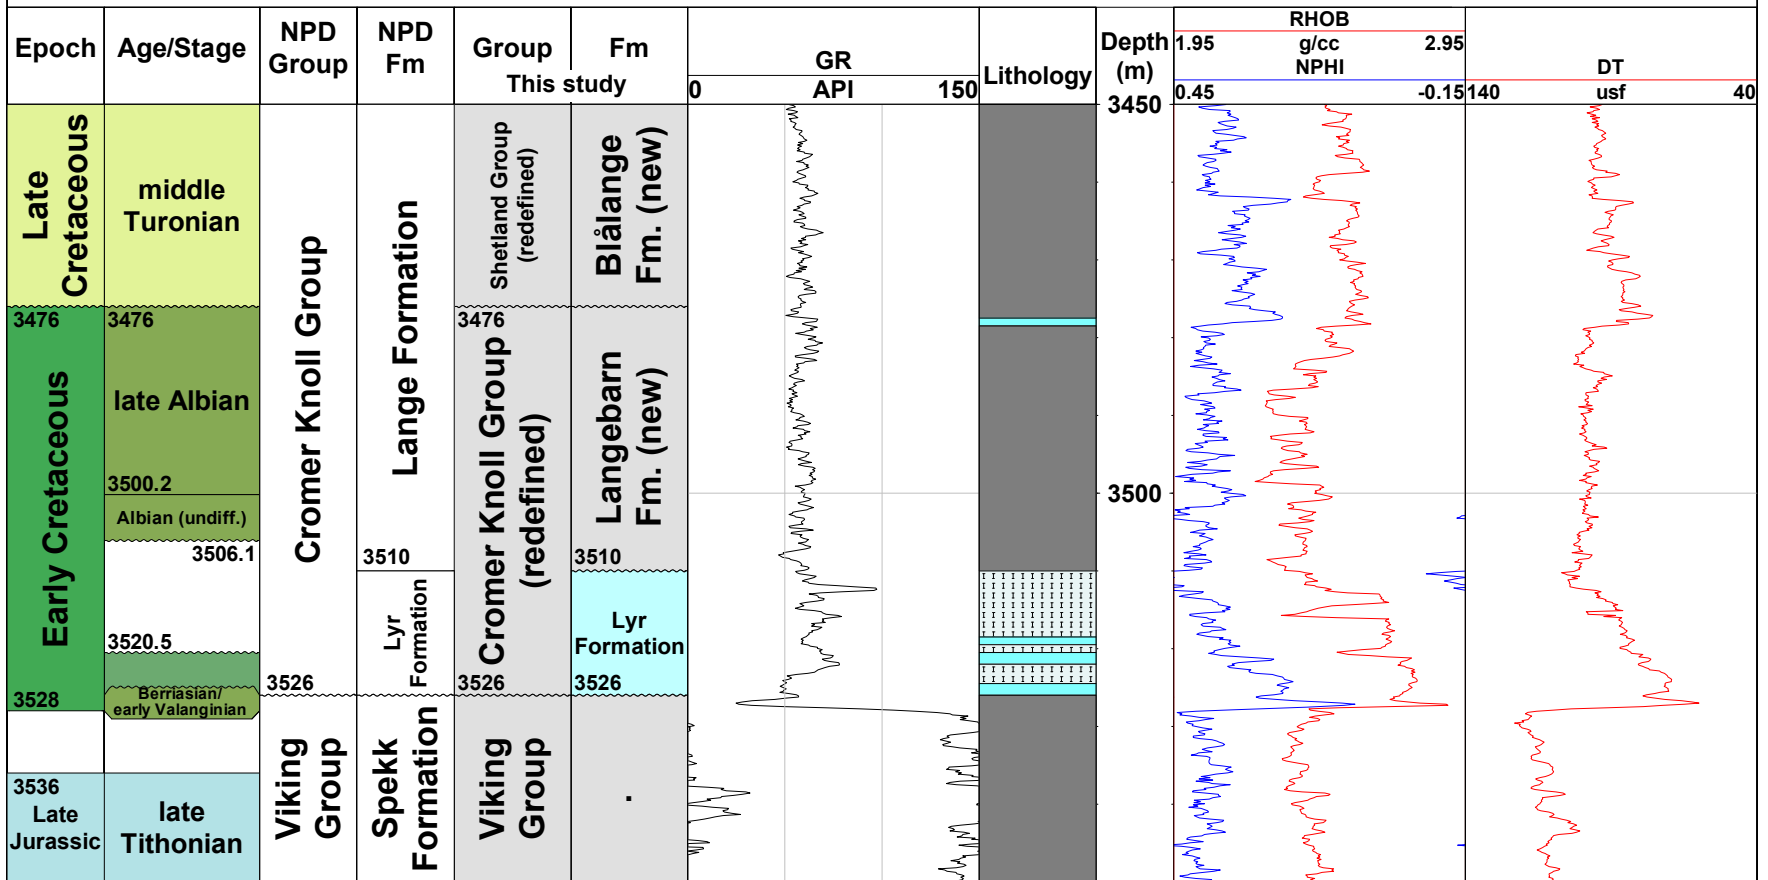 Epoch
Age/Stage
NPD
Group
NPD
Fm
Group
Fm
This study
GR
API
0
150
Lithology
Depth
(m)
RHOB
1.95
g/cc
2.95
NPHI
0.45
-0.15
DT
140
usf
40
Late
Cretaceous
3476
Early Cretaceous
3528
3536
Late
Jurassic
middle
Turonian
3476
late Albian
3500.2
Albian (undiff.)
3506.1
3520.5
Berriasian/
early Valanginian
late
Tithonian
Cromer Knoll Group
3526
Viking
Group
Lange Formation
3510
Lyr
Formation
Spekk
Formation
Shetland Group
(redefined)
3476
Cromer Knoll Group
(redefined)
3526
Viking
Group
Blålange
Fm. (new)
Langebarn
Fm. (new)
3510
Lyr
Formation
3526
.
3450
3500